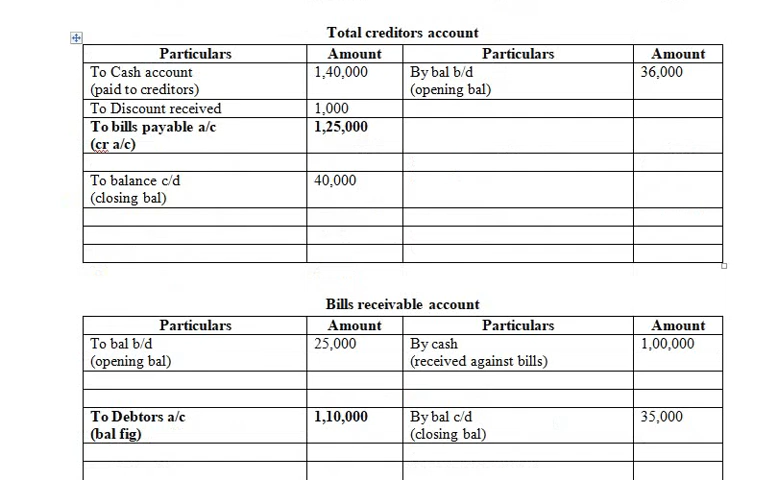 Total creditors account
Particulars Amount Particulars Amount
To Cash account 1,40,000 By bal b/d 36,000
(paid to creditors) (opening bal)
To Discount received 1,000
To bills payable a/c 1,25,000
(cr a/c)
To balance c/d 40,000
(closing bal)
Bills receivable account
Particulars Amount Particulars Amount
To bal b/d 25,000 By cash 1,00,000
(opening bal) (received against bills)
To Debtors a/c 1,10,000 By bal c/d 35,000
(bal fig) (closing bal)